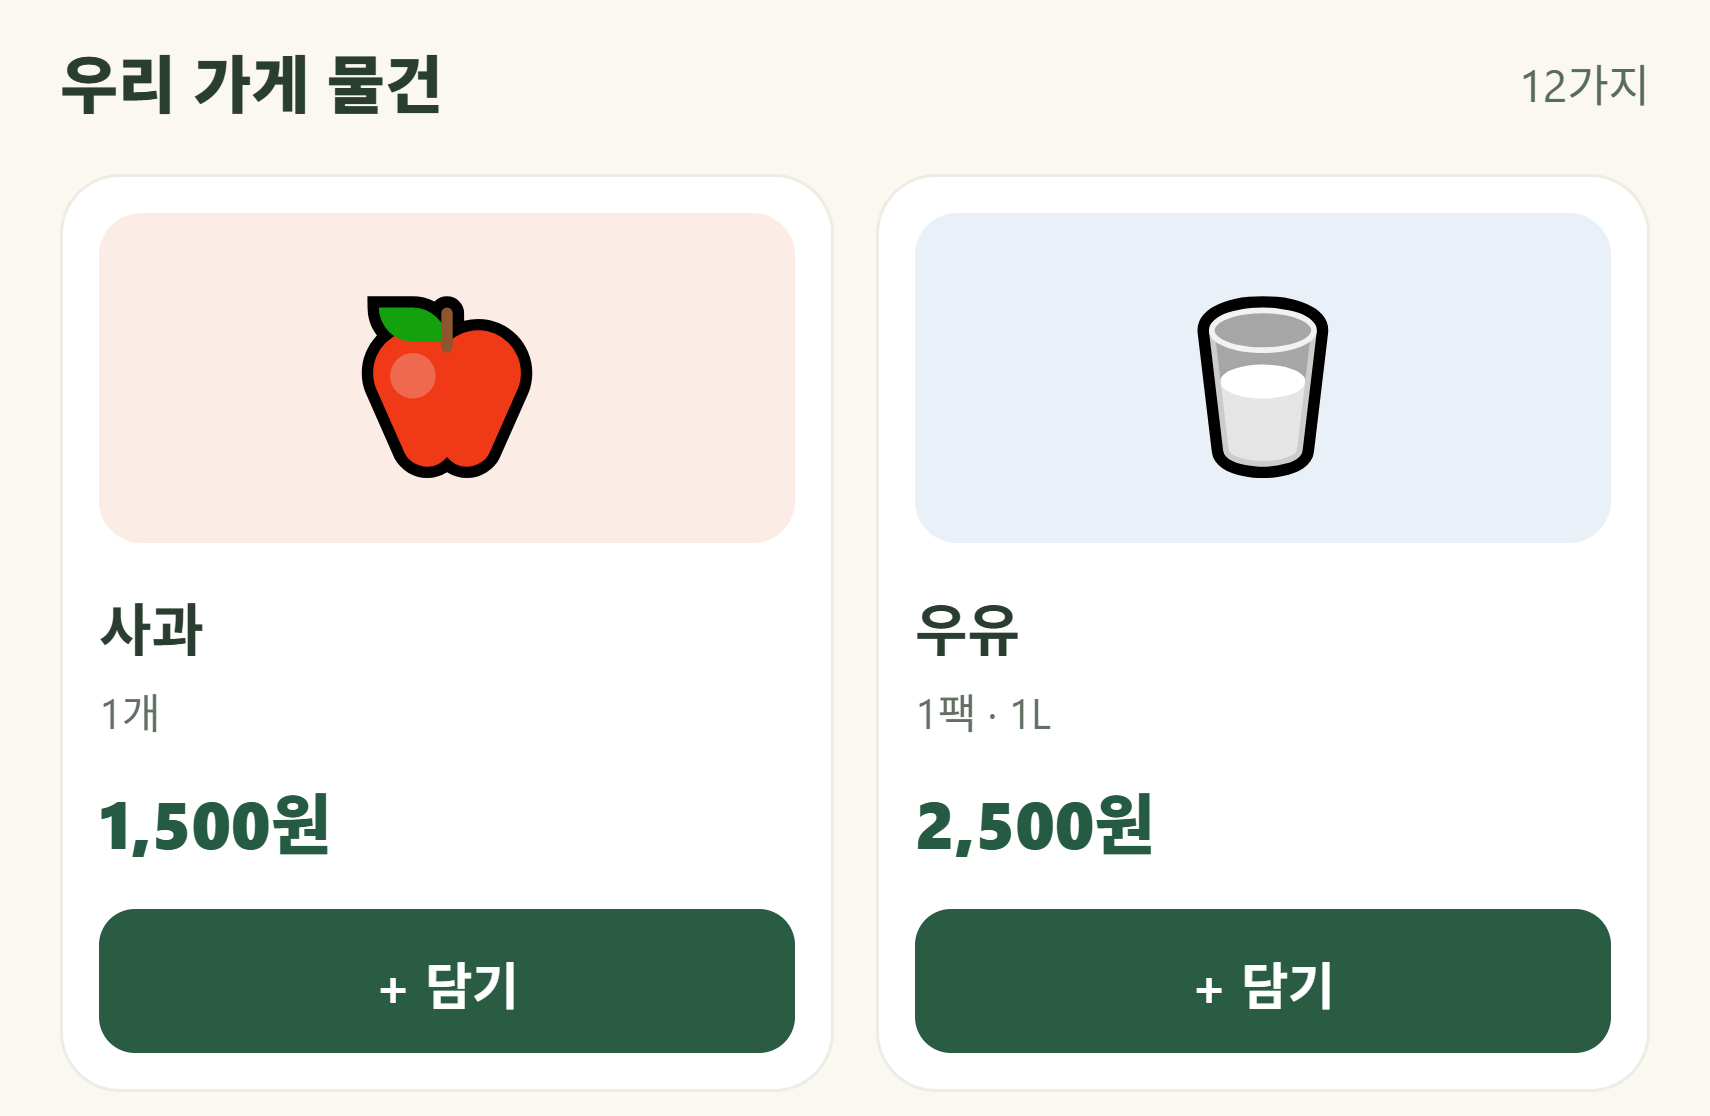 우리 가게 물건
12가지
사과
1개
1,500원
+ 담기
우유
1팩 · 1L
2,500원
+ 담기